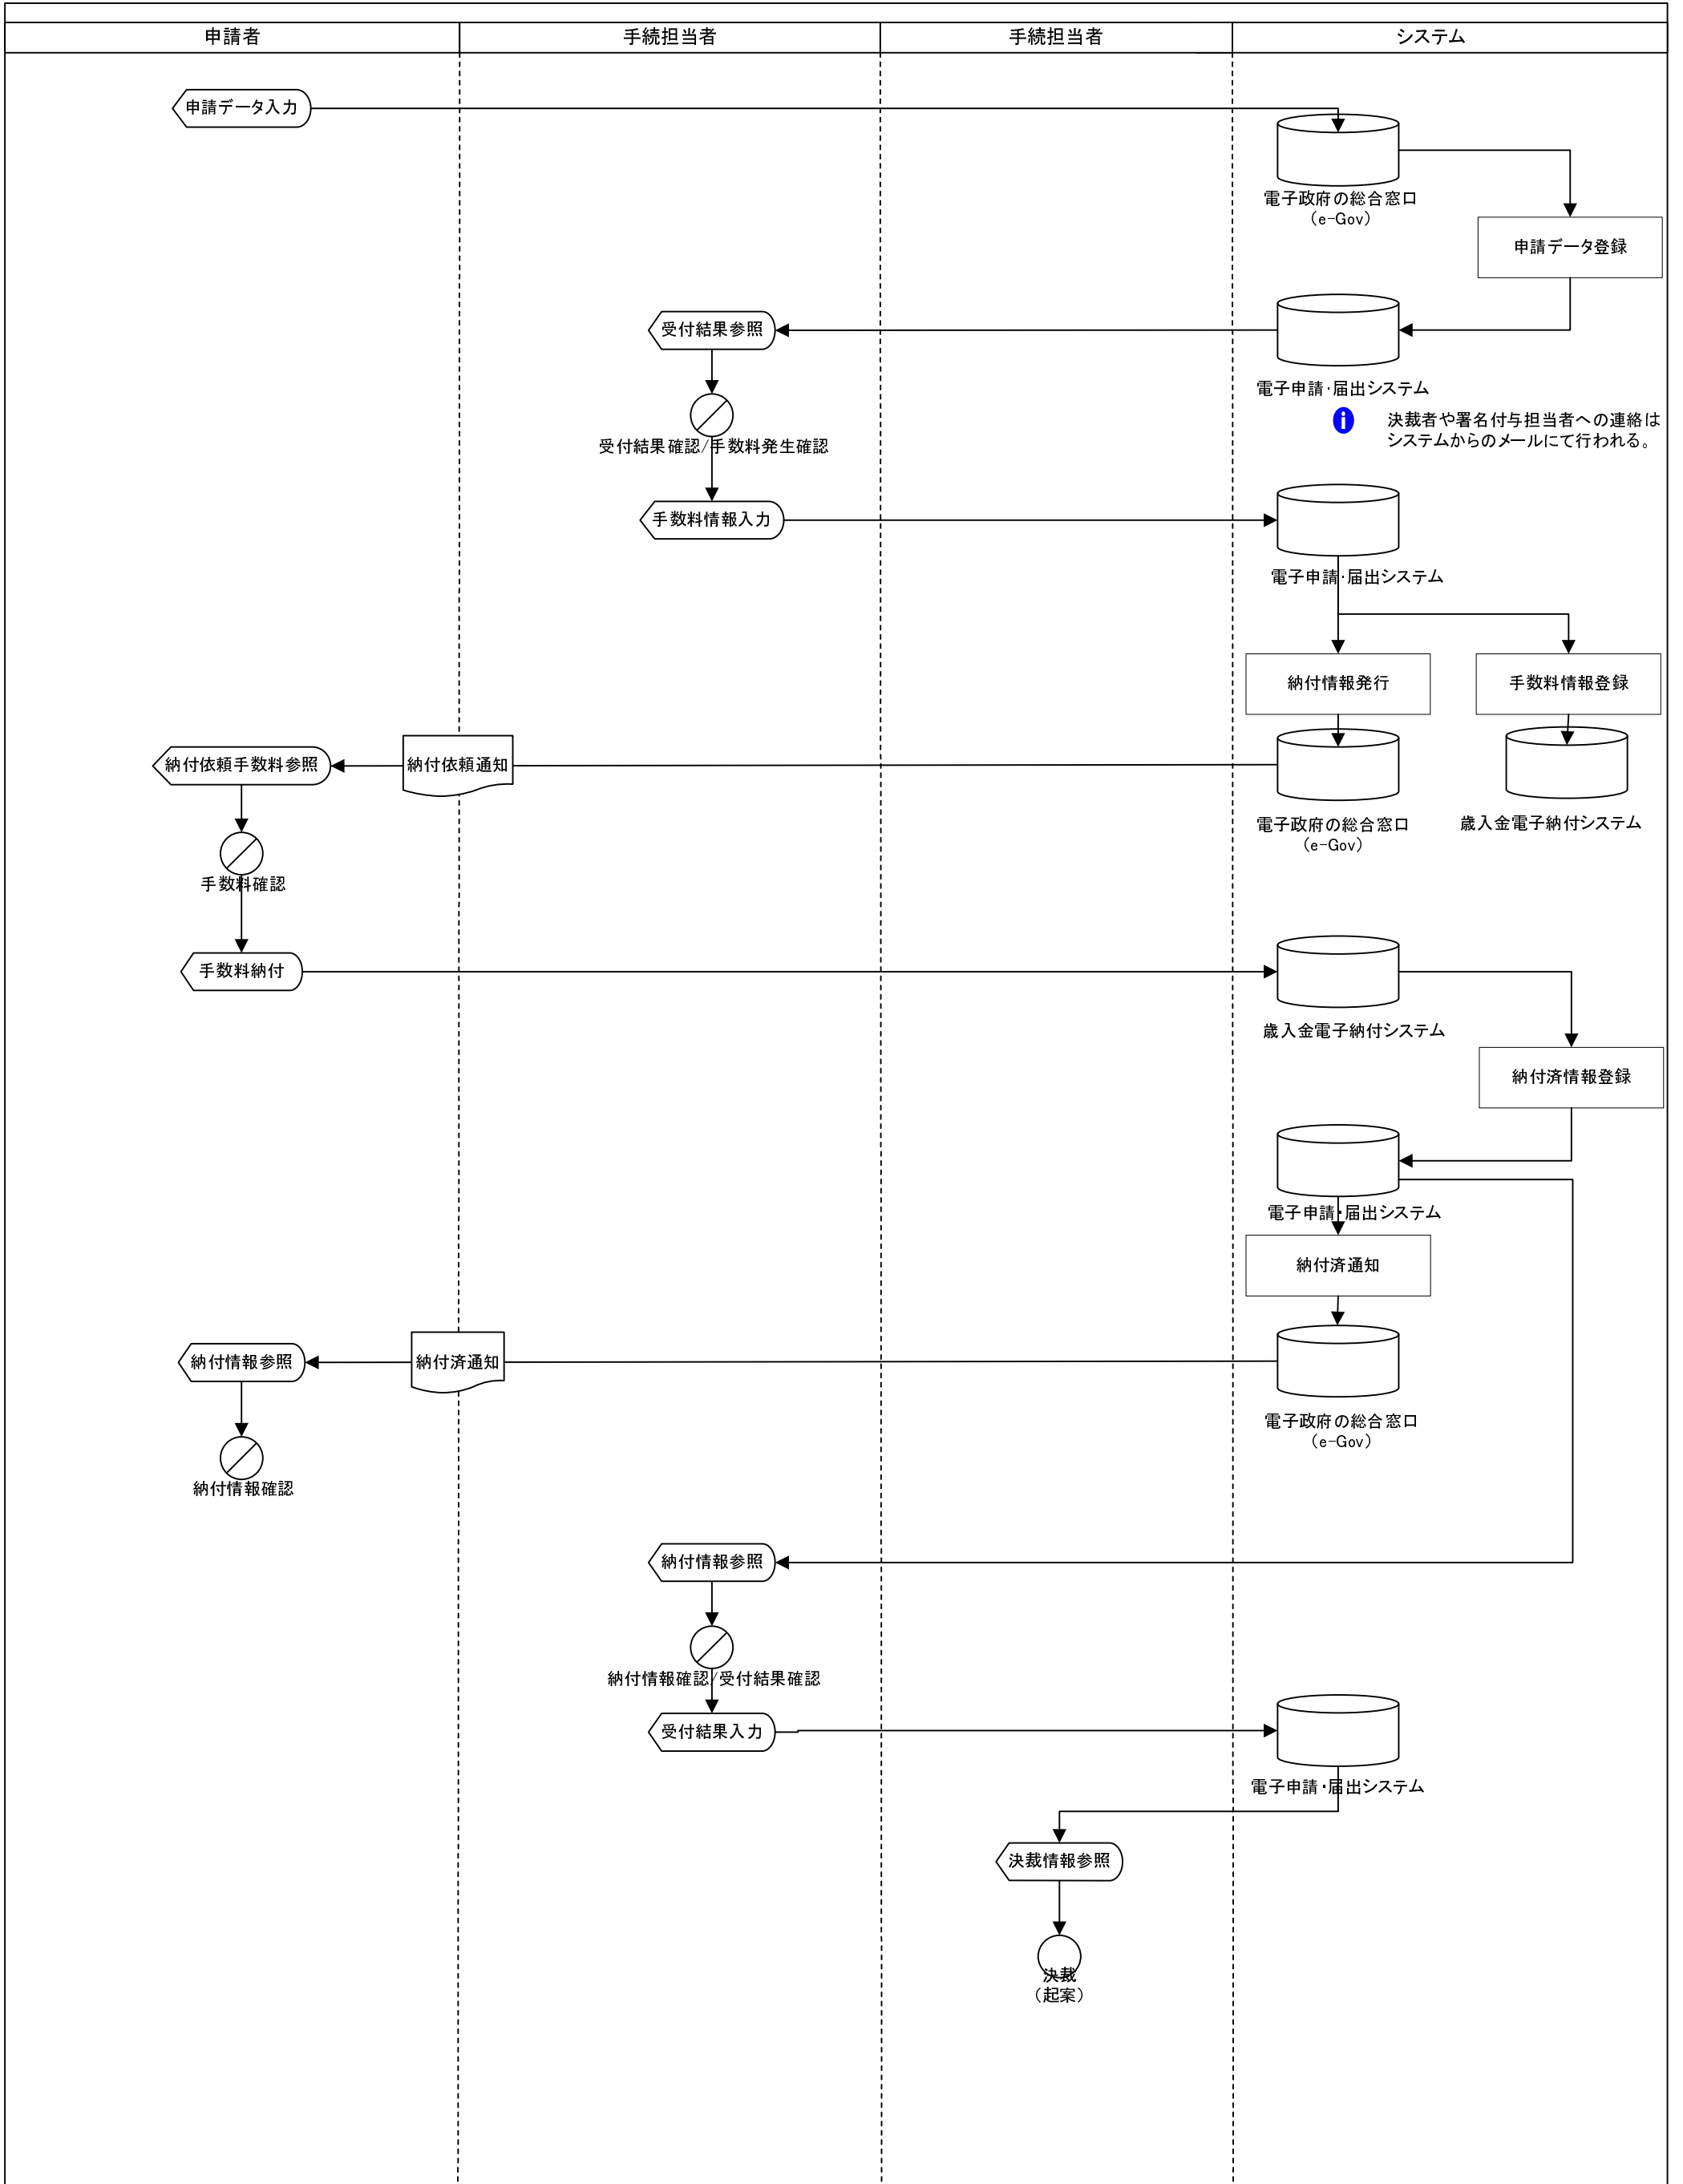 申請者
手続担当者
手続担当者
システム
申請データ入力
電子政府の総合窓口
（e-Gov）
申請データ登録
受付結果参照
電子申請・届出システム
決裁者や署名付与担当者への連絡は
システムからのメールにて行われる。
受付結果確認/手数料発生確認
手数料情報入力
電子申請・届出システム
納付情報発行
手数料情報登録
納付依頼手数料参照
納付依頼通知
電子政府の総合窓口
（e-Gov）
歳入金電子納付システム
手数料確認
手数料納付
歳入金電子納付システム
納付済情報登録
電子申請・届出システム
納付済通知
納付情報参照
納付済通知
電子政府の総合窓口
（e-Gov）
納付情報確認
納付情報参照
納付情報確認/受付結果確認
受付結果入力
電子申請・届出システム
決裁情報参照
決裁
（起案）